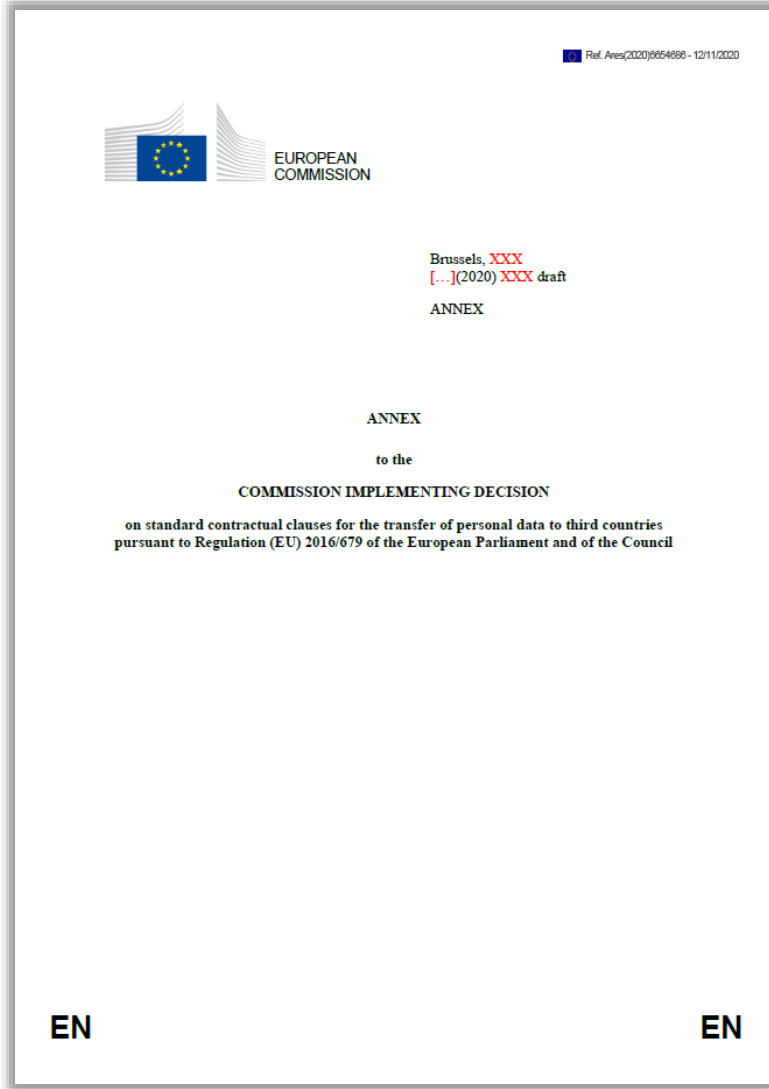 Ref. Ares(2020)6654686 - 12/11/2020
EUROPEAN
COMMISSION
Brussels, XXX
[…](2020) XXX draft
ANNEX
ANNEX
to the
COMMISSION IMPLEMENTING DECISION
on standard contractual clauses for the transfer of personal data to third countries
pursuant to Regulation (EU) 2016/679 of the European Parliament and of the Council
EN
EN